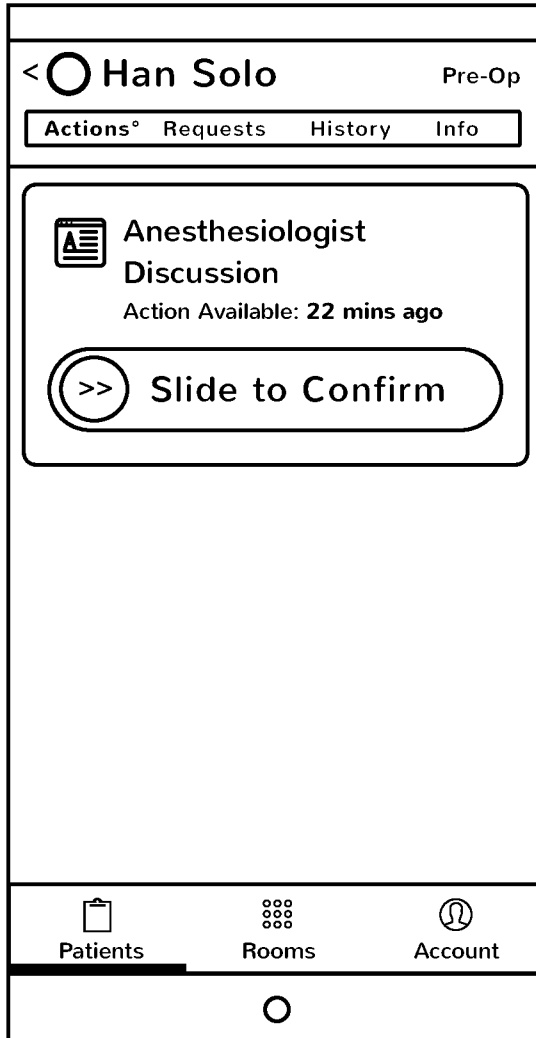 < Han Solo Pre-Op
Actions° Requests History Info
A
Anesthesiologist
Discussion
Action Available: 22 mins ago
>> Slide to Confirm
Patients Rooms Account